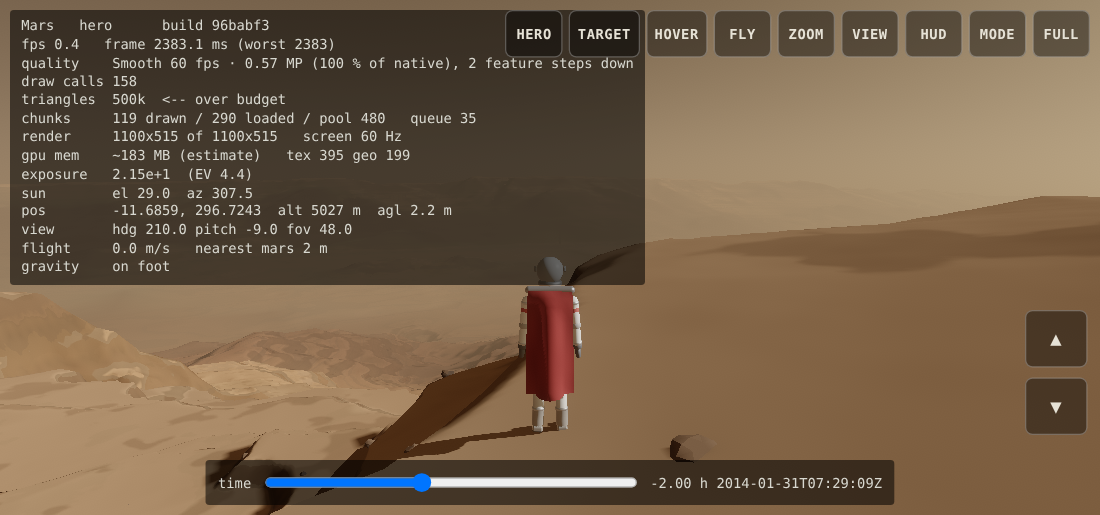 Mars hero build 96babf3
fps 0.4 frame 2383.1 ms (worst 2383)
quality Smooth 60 fps · 0.57 MP (100 % of native), 2 feature steps down
draw calls 158
triangles 500k <-- over budget
chunks 119 drawn / 290 loaded / pool 480 queue 35
render 1100x515 of 1100x515 screen 60 Hz
gpu mem ~183 MB (estimate) tex 395 geo 199
exposure 2.15e+1 (EV 4.4)
sun el 29.0 az 307.5
pos -11.6859, 296.7243 alt 5027 m agl 2.2 m
view hdg 210.0 pitch -9.0 fov 48.0
flight 0.0 m/s nearest mars 2 m
gravity on foot
HERO TARGET HOVER FLY ZOOM VIEW HUD MODE FULL
▲
▼
time -2.00 h 2014-01-31T07:29:09Z